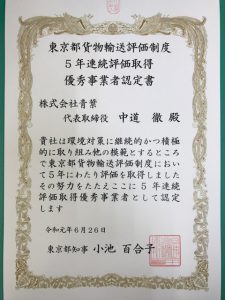 東京都貨物輸送評価制度
5年連続評価取得
優秀事業者認定書
株式会社青葉
代表取締役 中道 徹 殿
貴社は環境対策に継続的かつ積極
的に取り組み他の模範とするところ
で東京都貨物輸送評価制度におい
て5年にわたり評価を取得しました
その努力をたたえここに5年連続
評価取得優秀事業者として認定
します
令和元年6月26日
東京都知事 小池 百合子